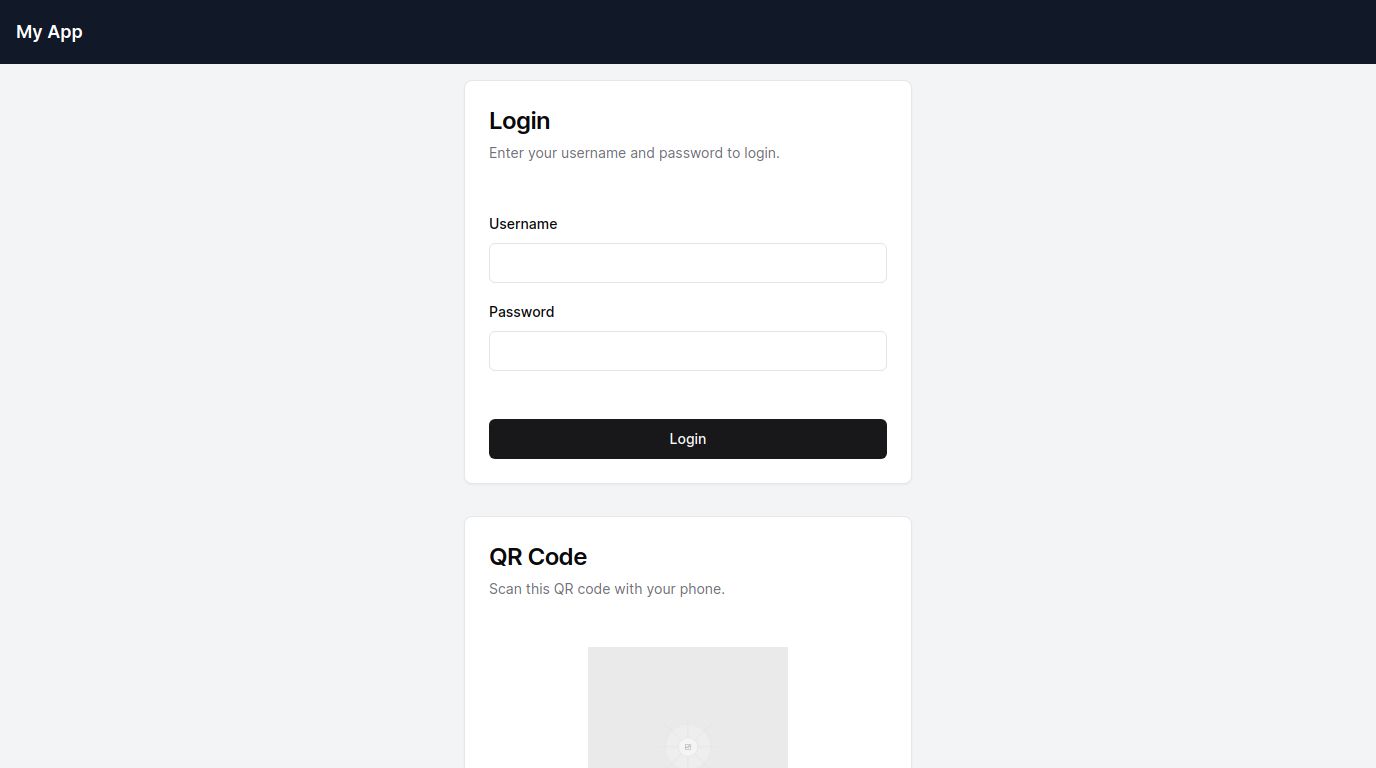 My App
Login
Enter your username and password to login.
Username
Password
Login
QR Code
Scan this QR code with your phone.